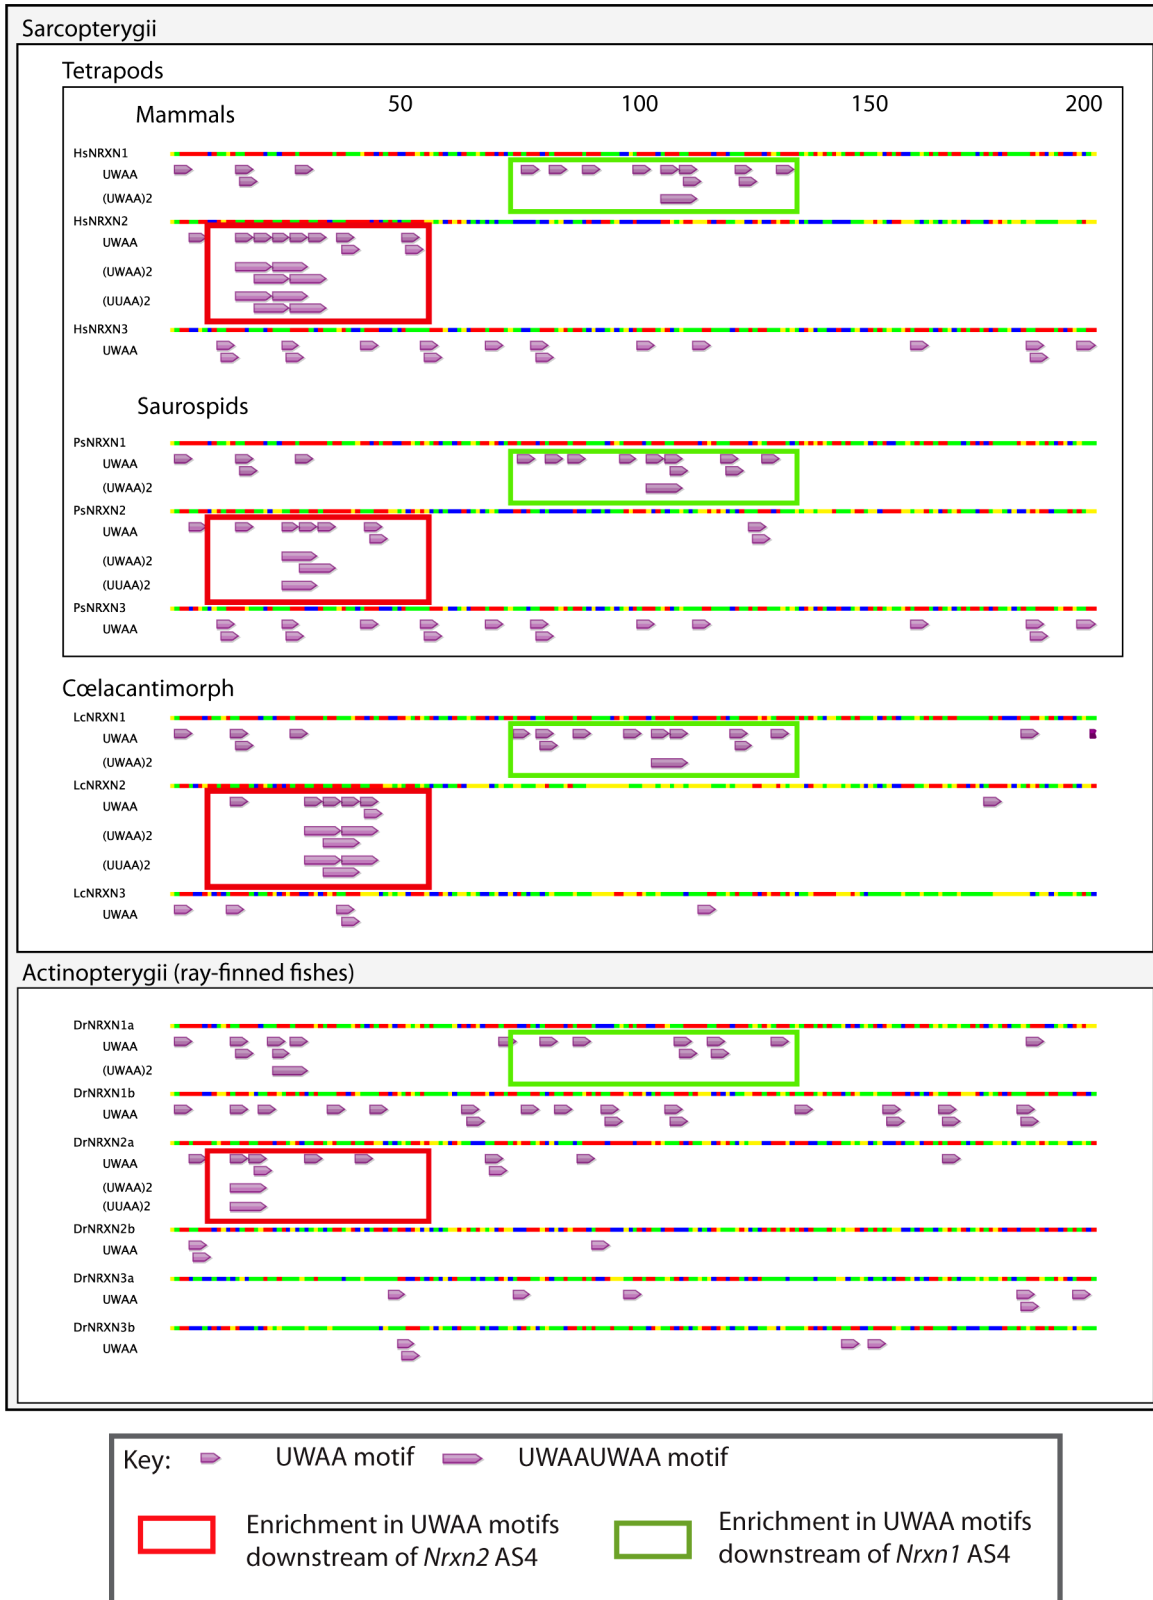 Sarcopterygii
Tetrapods
Mammals
50 100 150 200
HsNRXN1
UWAA
(UWAA)2
HsNRXN2
UWAA
(UWAA)2
(UUAA)2
HsNRXN3
UWAA
Saurospids
PsNRXN1
UWAA
(UWAA)2
PsNRXN2
UWAA
(UWAA)2
(UUAA)2
PsNRXN3
UWAA
Cœlacantimorph
LcNRXN1
UWAA
(UWAA)2
LcNRXN2
UWAA
(UWAA)2
(UUAA)2
LcNRXN3
UWAA
Actinopterygii (ray-finned fishes)
DrNRXN1a
UWAA
(UWAA)2
DrNRXN1b
UWAA
DrNRXN2a
UWAA
(UWAA)2
(UUAA)2
DrNRXN2b
UWAA
DrNRXN3a
UWAA
DrNRXN3b
UWAA
Key: UWAA motif UWAAUWAA motif
Enrichment in UWAA motifs
downstream of Nrxn2 AS4
Enrichment in UWAA motifs
downstream of Nrxn1 AS4